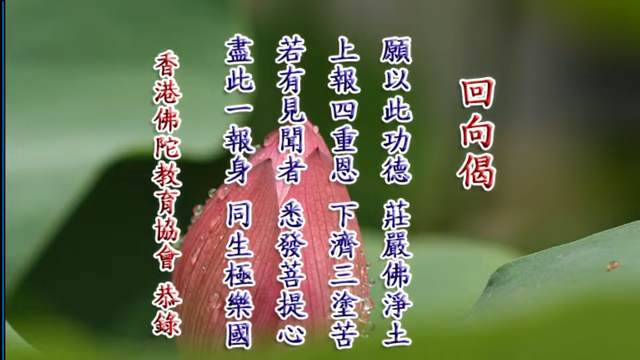 回向偈
願以此功德 莊嚴佛淨土
上報四重恩 下濟三塗苦
若有見聞者 悉發菩提心
盡此一報身 同生極樂國
香港佛陀教育協會 恭錄